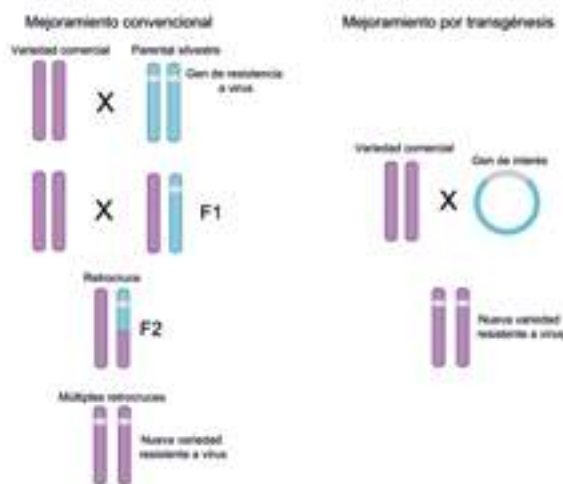 Mejoramiento convencional
Variedad comercial
Parental silvestre
Gen de resistencia
a virus
X
X
F1
Retrocruce
F2
Múltiples retrocruces
Nueva variedad
resistente a virus
Mejoramiento por transgénesis
Variedad comercial
Gen de interés
X
Nueva variedad
resistente a virus